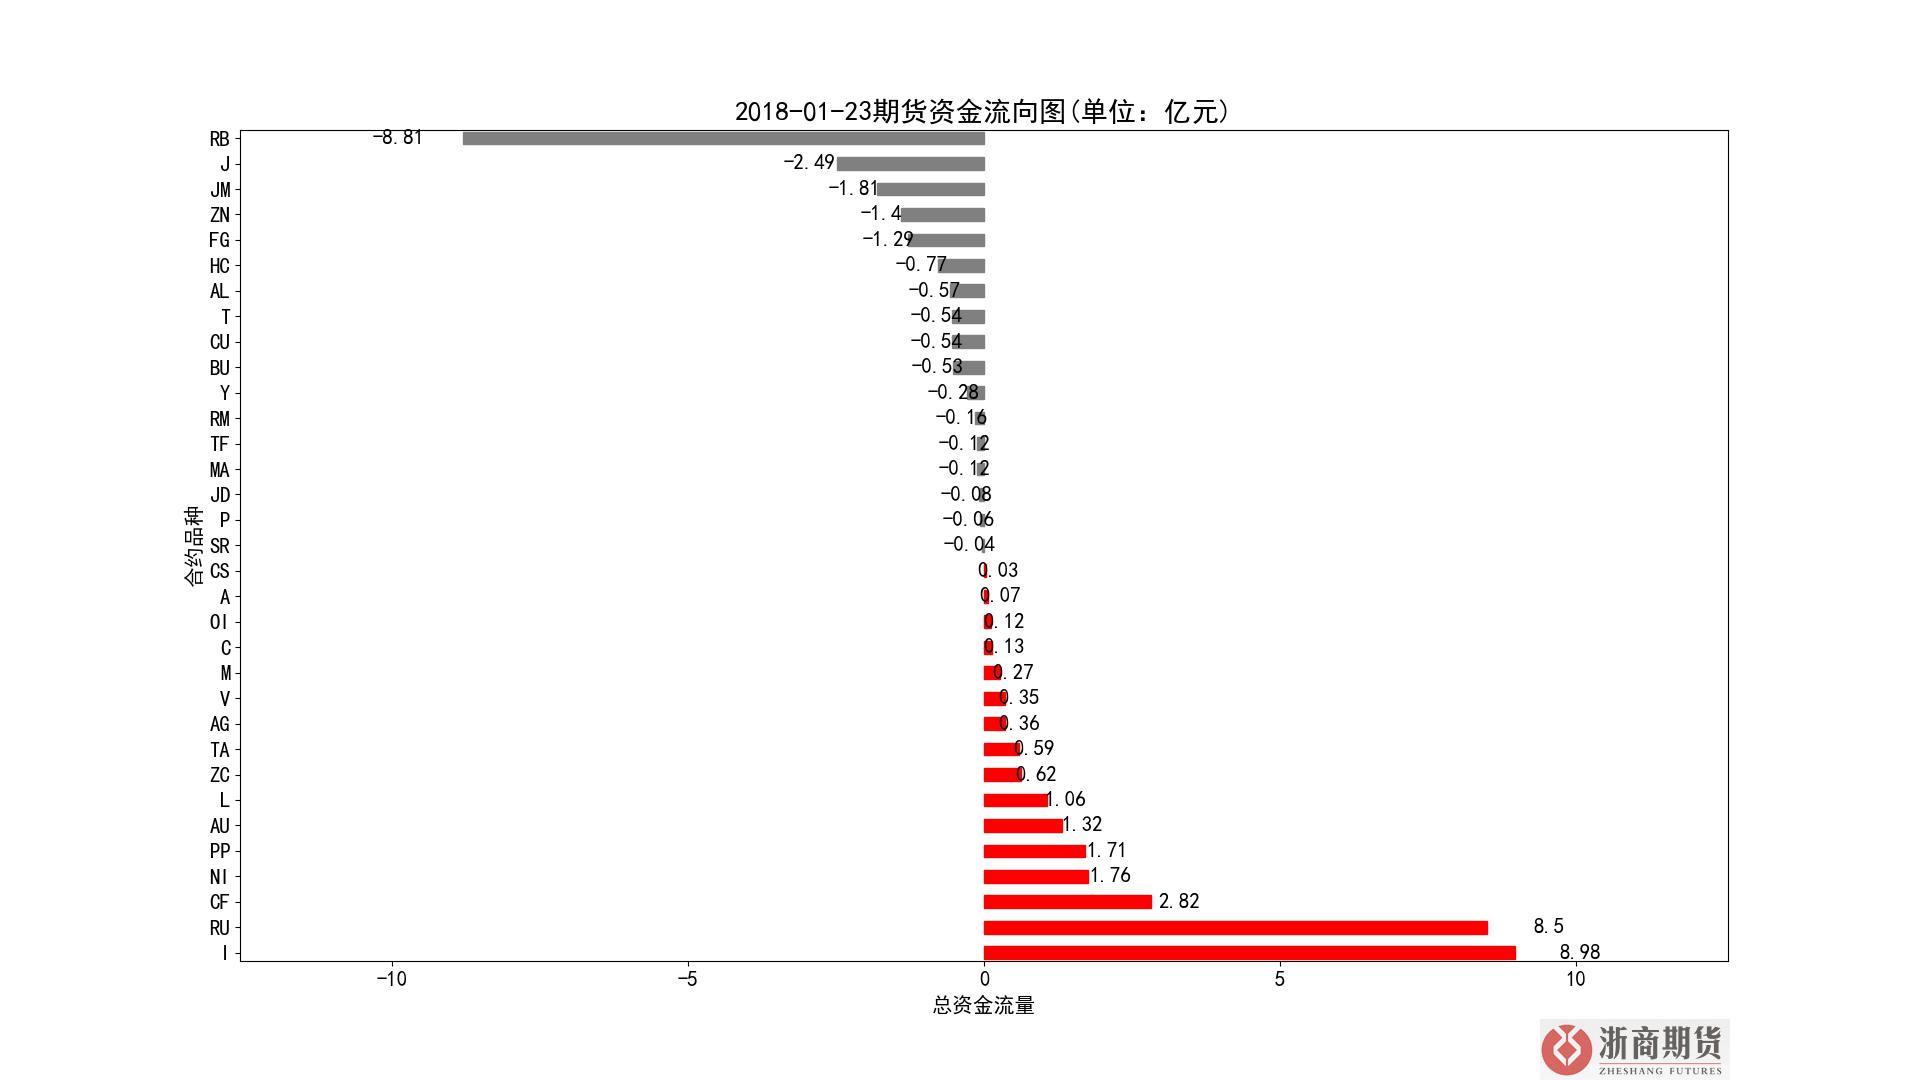 2018-01-23期货资金流向图(单位：亿元)
RB -8.81
J -2.49
JM -1.81
ZN -1.4
FG -1.29
HC -0.77
AL -0.57
T -0.54
CU -0.54
BU -0.53
Y -0.28
RM -0.16
TF -0.12
MA -0.12
JD -0.08
P -0.06
SR -0.04
CS 0.03
A 0.07
OI 0.12
C 0.13
M 0.27
V 0.35
AG 0.36
TA 0.59
ZC 0.62
L 1.06
AU 1.32
PP 1.71
NI 1.76
CF 2.82
RU 8.5
I 8.98
合约品种
-10 -5 0 5 10
总资金流量
浙商期货
ZHESHANG FUTURES